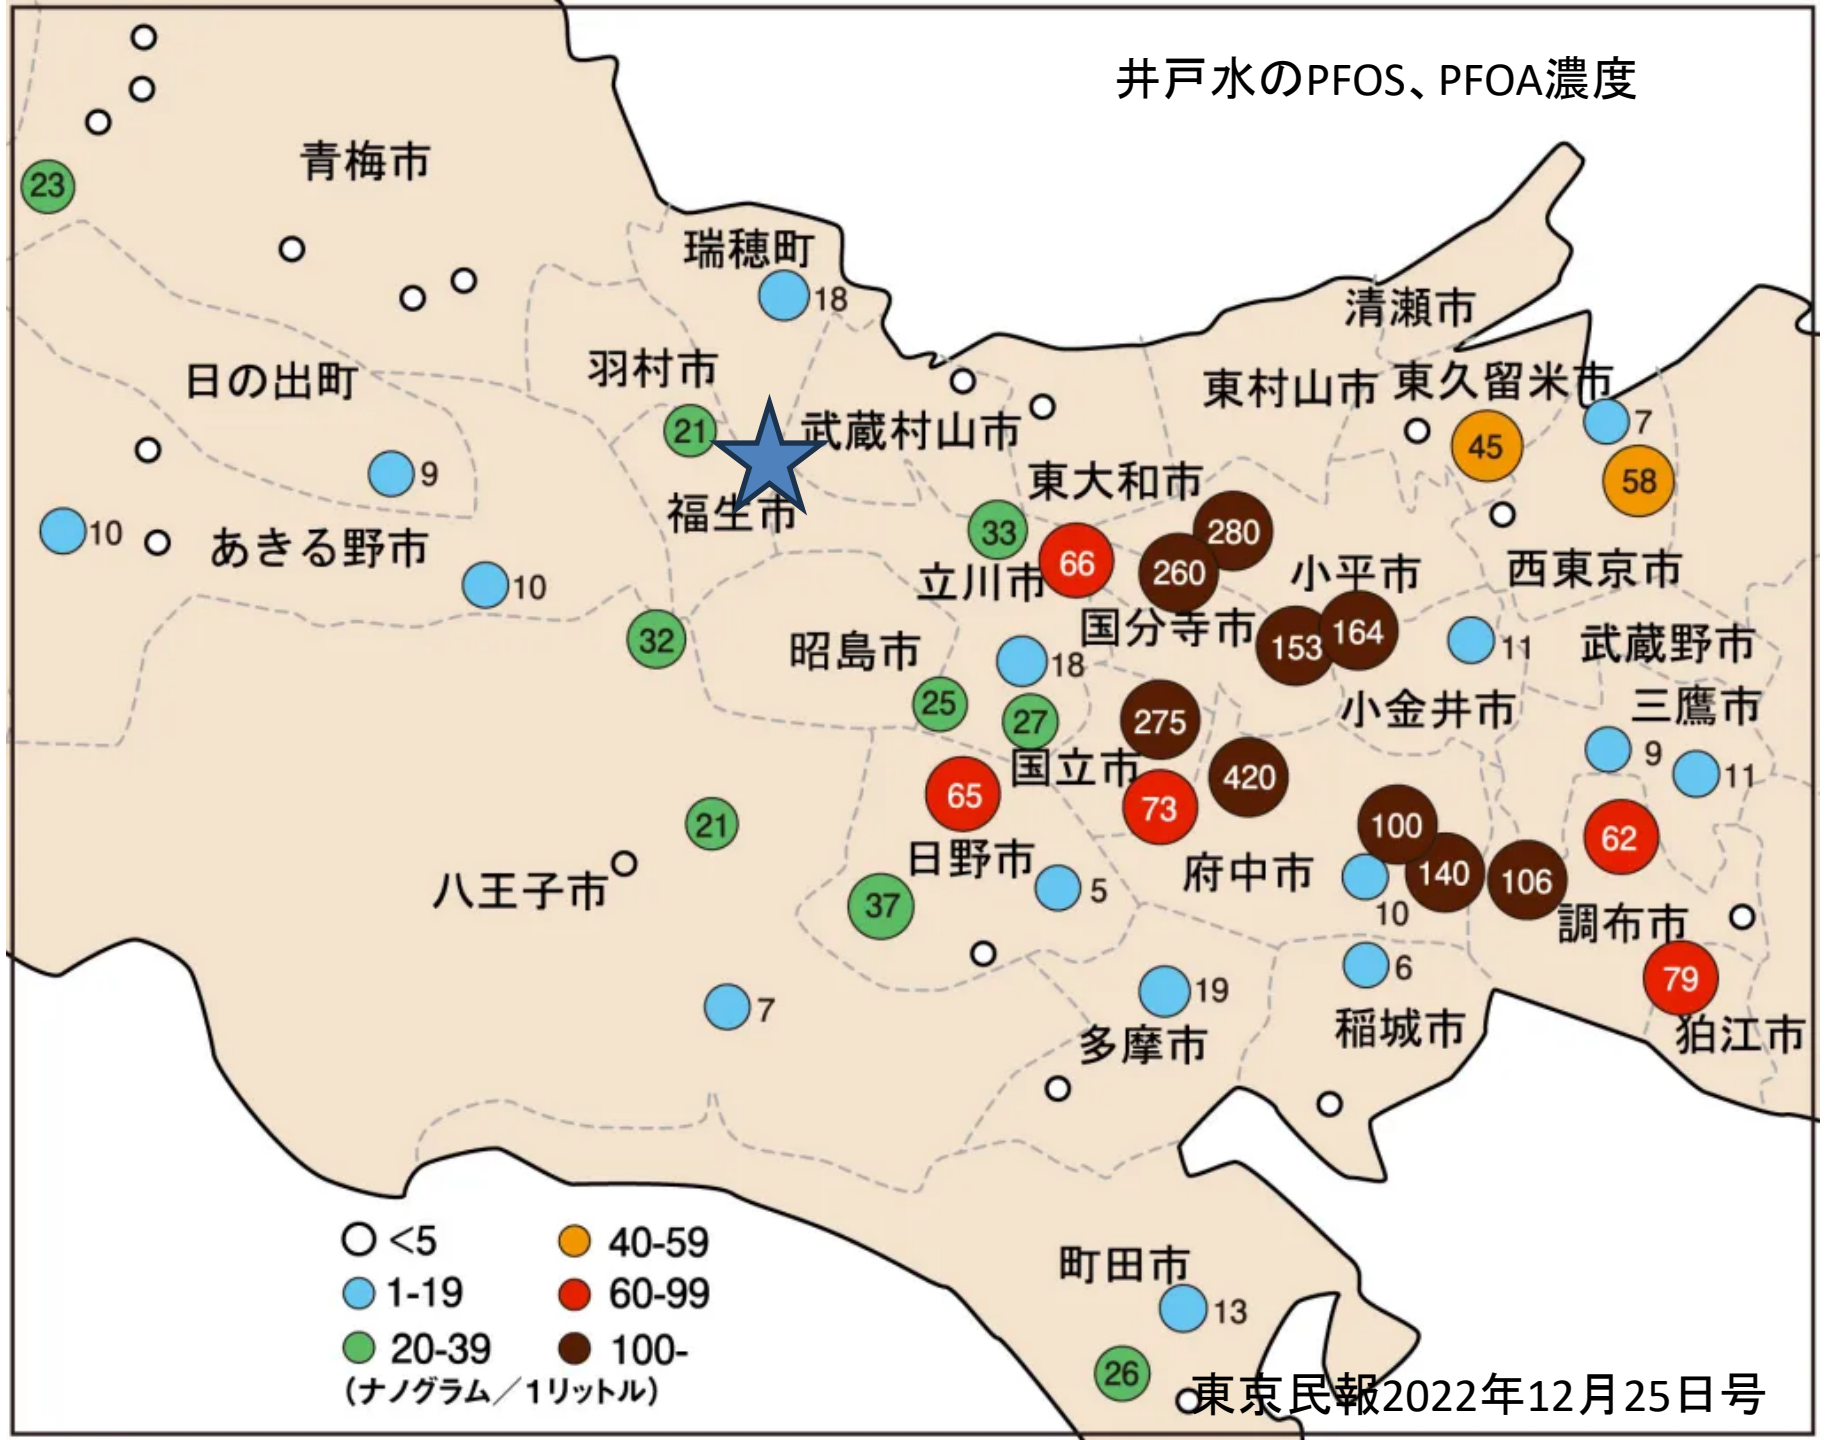 井戸水のPFOS、PFOA濃度
青梅市
23
瑞穂町
18
清瀬市
羽村市
日の出町
東村山市
東久留米市
7
21
武蔵村山市
45
58
9
東大和市
福生市
33
280
10
あきる野市
66
260
小平市
西東京市
立川市
10
国分寺市
153
164
32
昭島市
18
11
武蔵野市
25
27
275
小金井市
三鷹市
国立市
420
9
11
65
73
21
100
62
日野市
府中市
140
106
八王子市
37
5
10
調布市
6
79
7
19
多摩市
稲城市
狛江市
<5
40-59
1-19
60-99
20-39
100-
(ナノグラム／1リットル)
町田市
13
26
東京民報2022年12月25日号